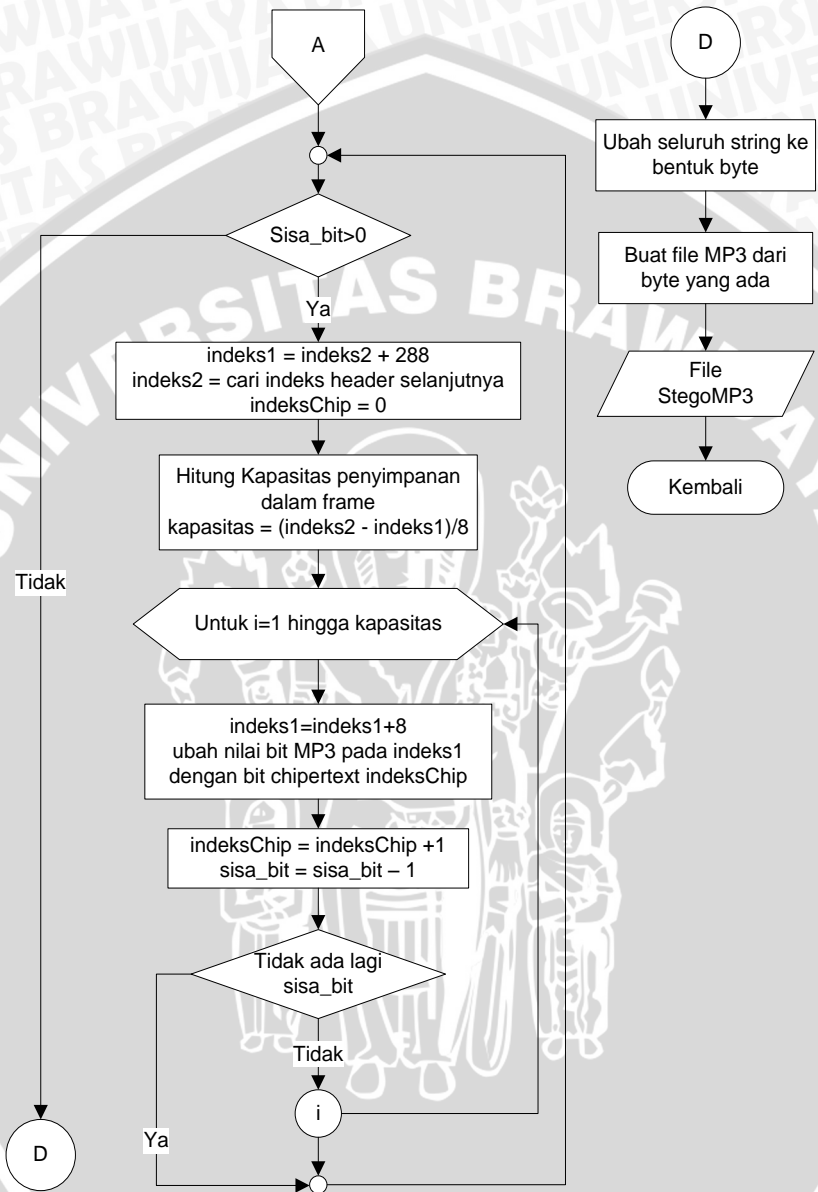 A
Sisa_bit>0
Ya
indeks1 = indeks2 + 288
indeks2 = cari indeks header selanjutnya
indeksChip = 0
Hitung Kapasitas penyimpanan
dalam frame
kapasitas = (indeks2 - indeks1)/8
Tidak
Untuk i=1 hingga kapasitas
indeks1=indeks1+8
ubah nilai bit MP3 pada indeks1
dengan bit chipertext indeksChip
indeksChip = indeksChip +1
sisa_bit = sisa_bit – 1
Tidak ada lagi
sisa_bit
Tidak
i
Ya
D
D
Ubah seluruh string ke
bentuk byte
Buat file MP3 dari
byte yang ada
File
StegoMP3
Kembali